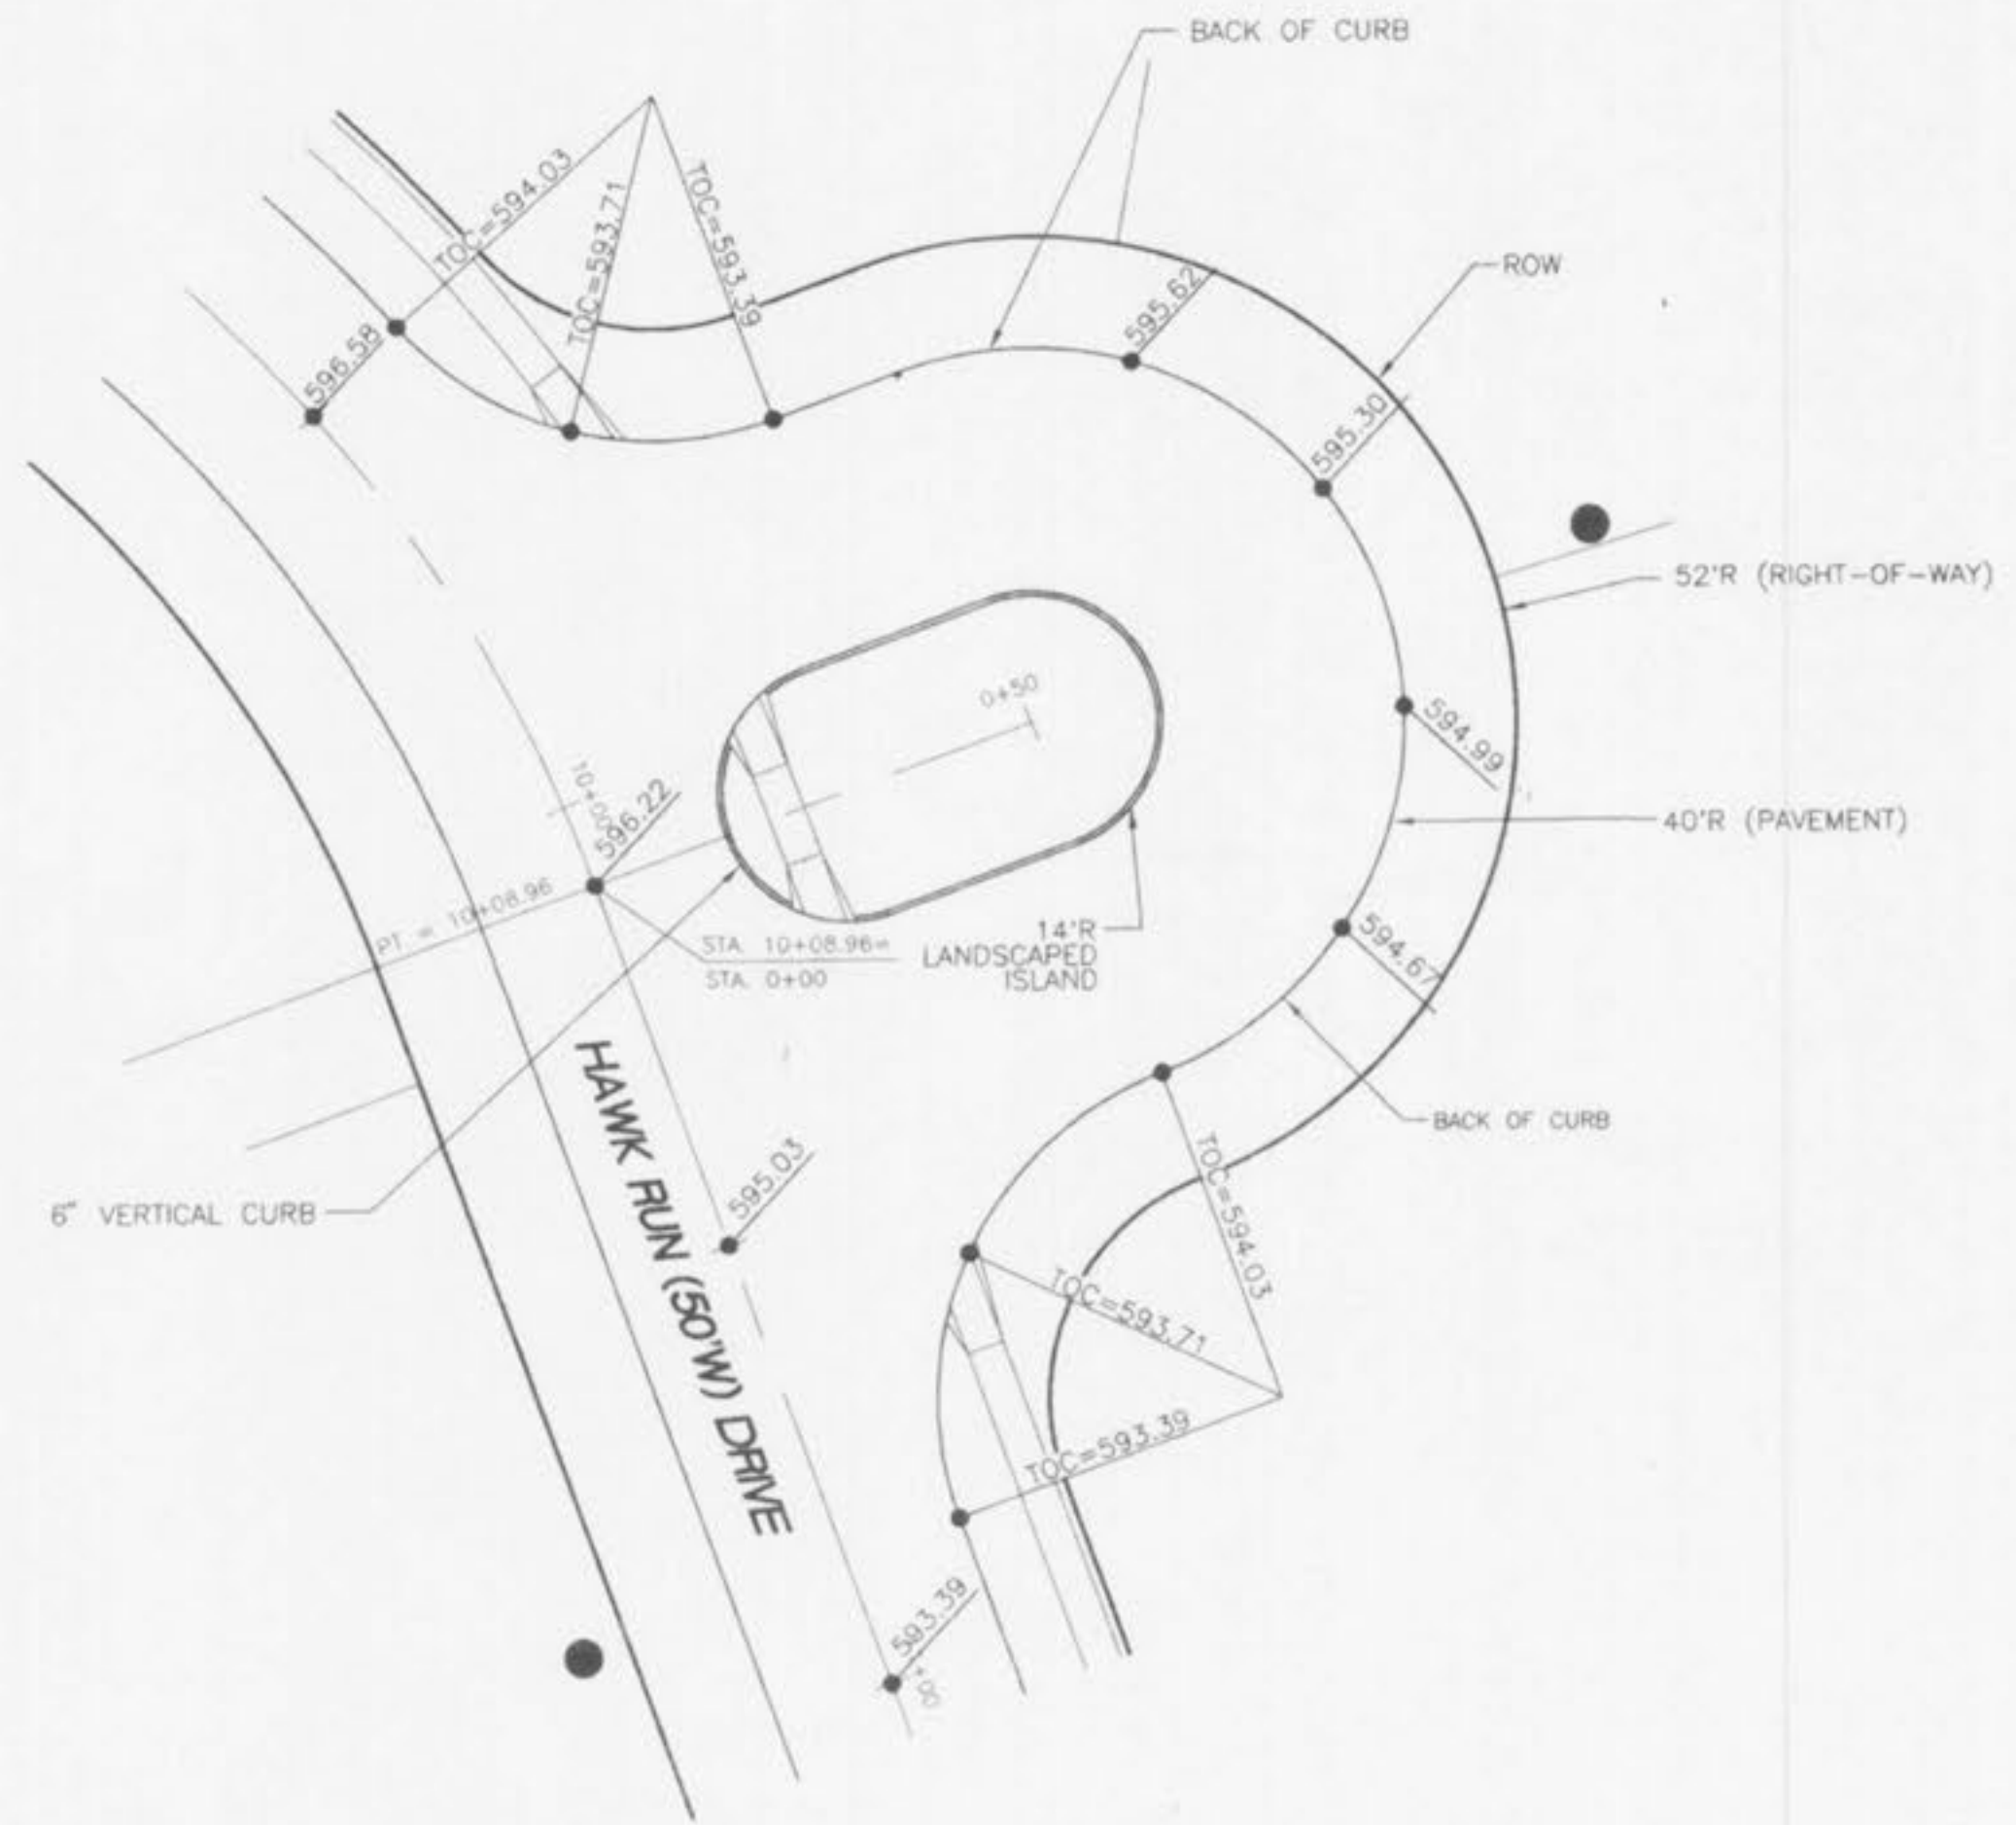 BACK OF CURB
TOC=594.03
TOC=593.71
TOC=593.39
ROW
595.62
596.58
595.30
52'R (RIGHT-OF-WAY)
0+50
594.99
10+00
596.22
40'R (PAVEMENT)
PT = 10+08.96
STA. 10+08.96=
STA. 0+00
14'R
LANDSCAPED
ISLAND
594.67
HAWK RUN (50'W) DRIVE
BACK OF CURB
595.03
6" VERTICAL CURB
TOC=594.03
TOC=593.71
TOC=593.39
593.39
+00